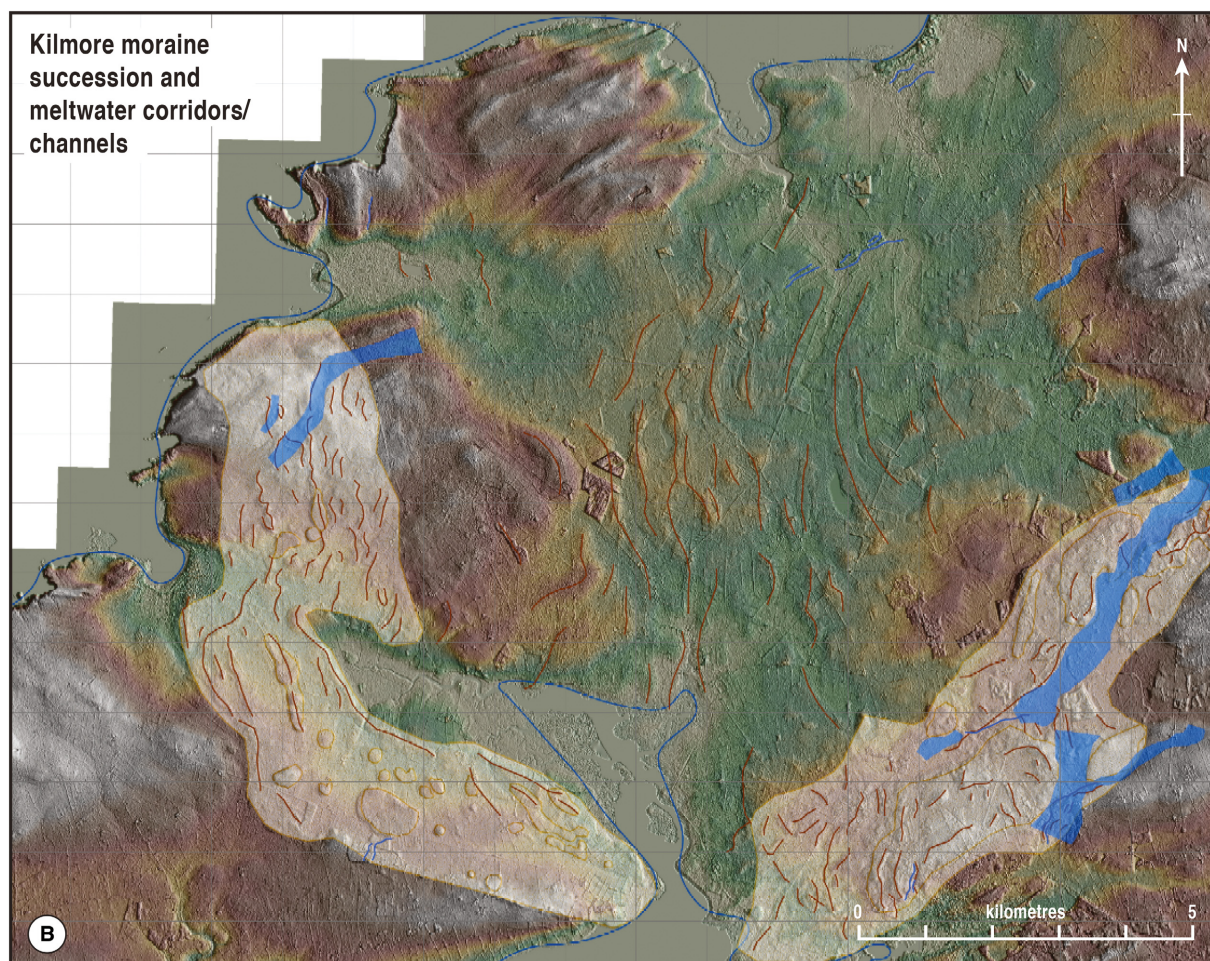 Kilmore moraine
succession and
meltwater corridors/
channels
N
B
0 kilometres 5